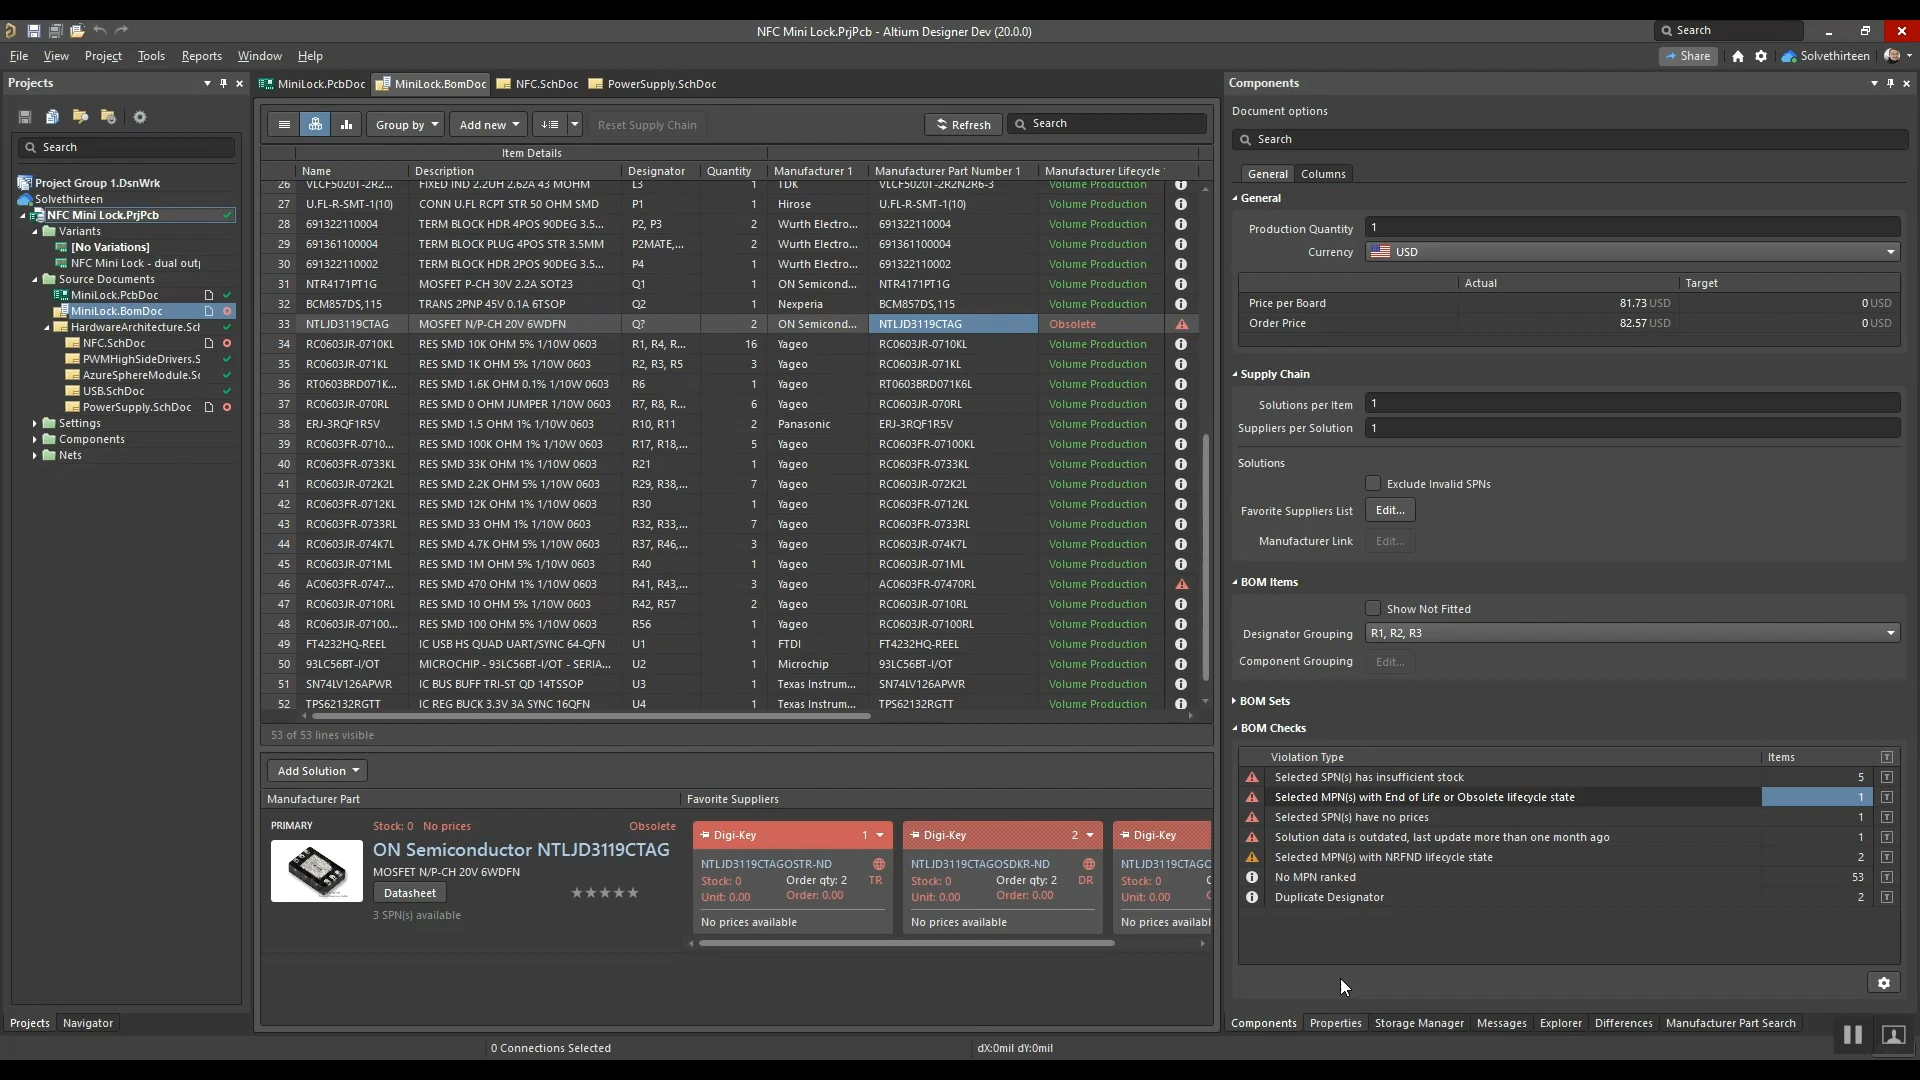 NFC Mini Lock.PrjPcb - Altium Designer Dev (20.0.0)
Search
File View Project Tools Reports Window Help
Share
Solvethirteen
Projects
MiniLock.PcbDoc
MiniLock.BomDoc
NFC.SchDoc
PowerSupply.SchDoc
Components
Document options
Search
Project Group 1.DsnWrk
Solvethirteen
NFC Mini Lock.PrjPcb
Variants
[No Variations]
NFC Mini Lock - dual out
Source Documents
MiniLock.PcbDoc
MiniLock.BomDoc
HardwareArchitecture.Sch
NFC.SchDoc
PWMHighSideDrivers.S
AzureSphereModule.Sc
USB.SchDoc
PowerSupply.SchDoc
Settings
Components
Nets
Projects Navigator
Group by
Add new
Reset Supply Chain
Refresh
Search
Item Details
Name Description Designator Quantity Manufacturer 1 Manufacturer Part Number 1 Manufacturer Lifecycle
26 VLCF5020T-2R2... FIXED IND 2.2UH 2.62A 43 MOHM L3 1 TDK VLCF5020T-2R2N2R6-3 Volume Production
27 U.FL-R-SMT-1(10) CONN U.FL RCPT STR 50 OHM SMD P1 1 Hirose U.FL-R-SMT-1(10) Volume Production
28 691322110004 TERM BLOCK HDR 4POS 90DEG 3.5... P2, P3 2 Wurth Electro... 691322110004 Volume Production
29 691361100004 TERM BLOCK PLUG 4POS STR 3.5MM P2MATE,... 2 Wurth Electro... 691361100004 Volume Production
30 691322110002 TERM BLOCK HDR 2POS 90DEG 3.5... P4 1 Wurth Electro... 691322110002 Volume Production
31 NTR4171PT1G MOSFET P-CH 30V 2.2A SOT23 Q1 1 ON Semicond... NTR4171PT1G Volume Production
32 BCM857DS,115 TRANS 2PNP 45V 0.1A 6TSOP Q2 1 Nexperia BCM857DS,115 Volume Production
33 NTLJD3119CTAG MOSFET N/P-CH 20V 6WDFN Q? 2 ON Semicond... NTLJD3119CTAG Obsolete
34 RC0603JR-0710KL RES SMD 10K OHM 5% 1/10W 0603 R1, R4, R... 16 Yageo RC0603JR-0710KL Volume Production
35 RC0603JR-071KL RES SMD 1K OHM 5% 1/10W 0603 R2, R3, R5 3 Yageo RC0603JR-071KL Volume Production
36 RT0603BRD071K... RES SMD 1.6K OHM 0.1% 1/10W 0603 R6 1 Yageo RT0603BRD071K6L Volume Production
37 RC0603JR-070RL RES SMD 0 OHM JUMPER 1/10W 0603 R7, R8, R... 6 Yageo RC0603JR-070RL Volume Production
38 ERJ-3RQF1R5V RES SMD 1.5 OHM 1% 1/10W 0603 R10, R11 2 Panasonic ERJ-3RQF1R5V Volume Production
39 RC0603FR-0710... RES SMD 100K OHM 1% 1/10W 0603 R17, R18,... 5 Yageo RC0603FR-07100KL Volume Production
40 RC0603FR-0733KL RES SMD 33K OHM 1% 1/10W 0603 R21 1 Yageo RC0603FR-0733KL Volume Production
41 RC0603JR-072K2L RES SMD 2.2K OHM 5% 1/10W 0603 R29, R38,... 7 Yageo RC0603JR-072K2L Volume Production
42 RC0603FR-0712KL RES SMD 12K OHM 1% 1/10W 0603 R30 1 Yageo RC0603FR-0712KL Volume Production
43 RC0603FR-0733RL RES SMD 33 OHM 1% 1/10W 0603 R32, R33,... 7 Yageo RC0603FR-0733RL Volume Production
44 RC0603JR-074K7L RES SMD 4.7K OHM 5% 1/10W 0603 R37, R46,... 3 Yageo RC0603JR-074K7L Volume Production
45 RC0603JR-071ML RES SMD 1M OHM 5% 1/10W 0603 R40 1 Yageo RC0603JR-071ML Volume Production
46 AC0603FR-0747... RES SMD 470 OHM 1% 1/10W 0603 R41, R43,... 3 Yageo AC0603FR-07470RL Volume Production
47 RC0603JR-0710RL RES SMD 10 OHM 5% 1/10W 0603 R42, R57 2 Yageo RC0603JR-0710RL Volume Production
48 RC0603JR-07100... RES SMD 100 OHM 5% 1/10W 0603 R56 1 Yageo RC0603JR-07100RL Volume Production
49 FT4232HQ-REEL IC USB HS QUAD UART/SYNC 64-QFN U1 1 FTDI FT4232HQ-REEL Volume Production
50 93LC56BT-I/OT MICROCHIP - 93LC56BT-I/OT - SERIA... U2 1 Microchip 93LC56BT-I/OT Volume Production
51 SN74LV126APWR IC BUS BUFF TRI-ST QD 14TSSOP U3 1 Texas Instrum... SN74LV126APWR Volume Production
52 TPS62132RGTT IC REG BUCK 3.3V 3A SYNC 16QFN U4 1 Texas Instrum... TPS62132RGTT Volume Production
53 of 53 lines visible
Add Solution
Manufacturer Part Favorite Suppliers
PRIMARY Stock: 0 No prices Obsolete
ON Semiconductor NTLJD3119CTAG
MOSFET N/P-CH 20V 6WDFN
Datasheet
3 SPN(s) available
Digi-Key 1
NTLJD3119CTAGOSTR-ND
Stock: 0 Order qty: 2 TR
Unit: 0.00 Order: 0.00
No prices available
Digi-Key 2
NTLJD3119CTAGOSDKR-ND
Stock: 0 Order qty: 2 DR
Unit: 0.00 Order: 0.00
No prices available
Digi-Key
NTLJD3119CTAGC
Stock: 0
Unit: 0.00
No prices availabl
General Columns
General
Production Quantity 1
Currency USD
Actual Target
Price per Board 81.73 USD 0 USD
Order Price 82.57 USD 0 USD
Supply Chain
Solutions per Item 1
Suppliers per Solution 1
Solutions
Exclude Invalid SPNs
Favorite Suppliers List Edit...
Manufacturer Link Edit...
BOM Items
Show Not Fitted
Designator Grouping R1, R2, R3
Component Grouping Edit...
BOM Sets
BOM Checks
Violation Type Items
Selected SPN(s) has insufficient stock 5
Selected MPN(s) with End of Life or Obsolete lifecycle state 1
Selected SPN(s) have no prices 1
Solution data is outdated, last update more than one month ago 1
Selected MPN(s) with NRFND lifecycle state 2
No MPN ranked 53
Duplicate Designator 2
Components Properties Storage Manager Messages Explorer Differences Manufacturer Part Search
0 Connections Selected
dX:0mil dY:0mil